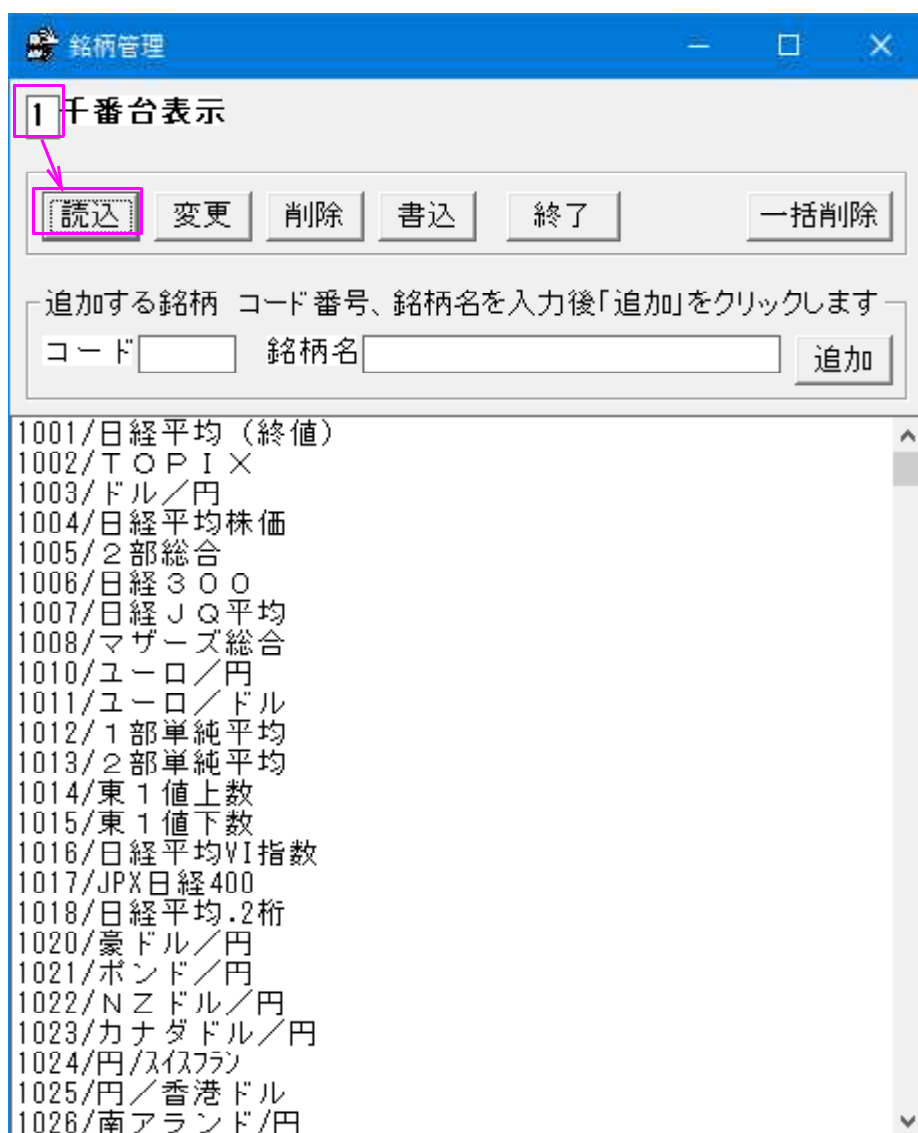 銘柄管理
1千番台表示
読込 変更 削除 書込 終了 一括削除
追加する銘柄 コード番号、銘柄名を入力後「追加」をクリックします
コード 銘柄名 追加
1001/日経平均（終値）
1002/ＴＯＰＩＸ
1003/ドル／円
1004/日経平均株価
1005/２部総合
1006/日経３００
1007/日経ＪＱ平均
1008/マザーズ総合
1010/ユーロ／円
1011/ユーロ／ドル
1012/１部単純平均
1013/２部単純平均
1014/東１値上数
1015/東１値下数
1016/日経平均VI指数
1017/JPX日経400
1018/日経平均.2桁
1020/豪ドル／円
1021/ポンド／円
1022/ＮＺドル／円
1023/カナダドル／円
1024/円/ｽｲｽﾌﾗﾝ
1025/円／香港ドル
1026/南アランド/円